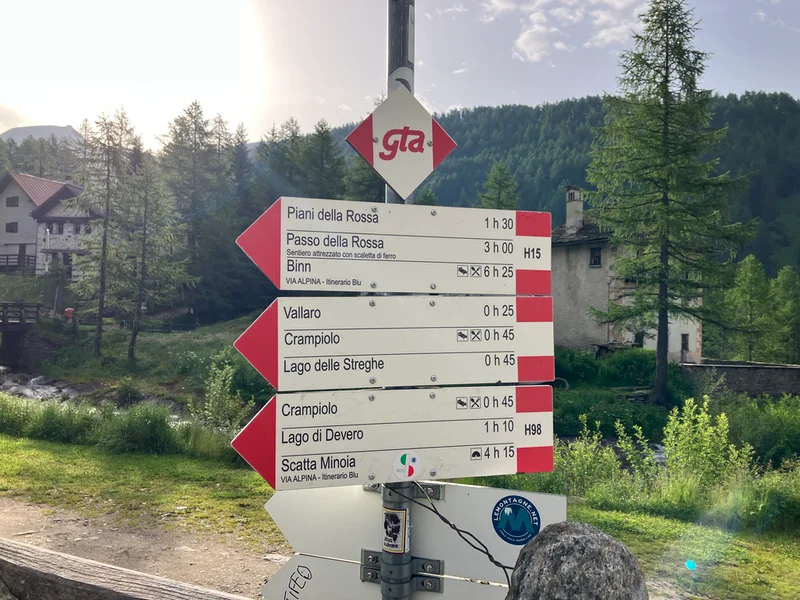 gta
Piani della Rossa 1 h 30
Passo della Rossa 3 h 00
Sentiero attrezzato con scaletta di ferro
H15
Binn 6 h 25
VIA ALPINA - Itinerario Blu
Vallaro 0 h 25
Crampiolo 0 h 45
Lago delle Streghe 0 h 45
Crampiolo 0 h 45
Lago di Devero 1 h 10
H98
Scatta Minoia 4 h 15
VIA ALPINA - Itinerario Blu
LEMONTAGNE.NET